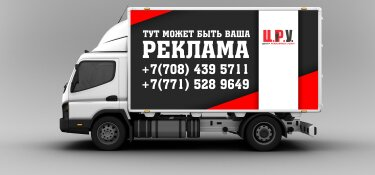 ТУТ МОЖЕТ БЫТЬ ВАША
РЕКЛАМА
+7(708) 439 5711
+7(771) 528 9649
Ц.Р.У.